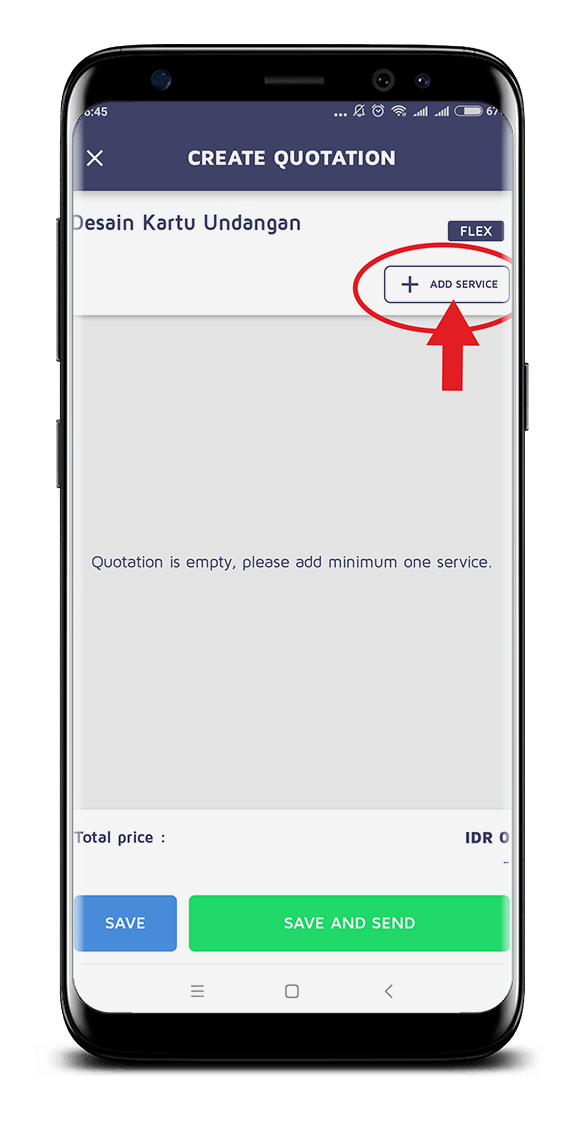 6:45
67
CREATE QUOTATION
Desain Kartu Undangan
FLEX
ADD SERVICE
Quotation is empty, please add minimum one service.
Total price :
IDR 0
-
SAVE
SAVE AND SEND